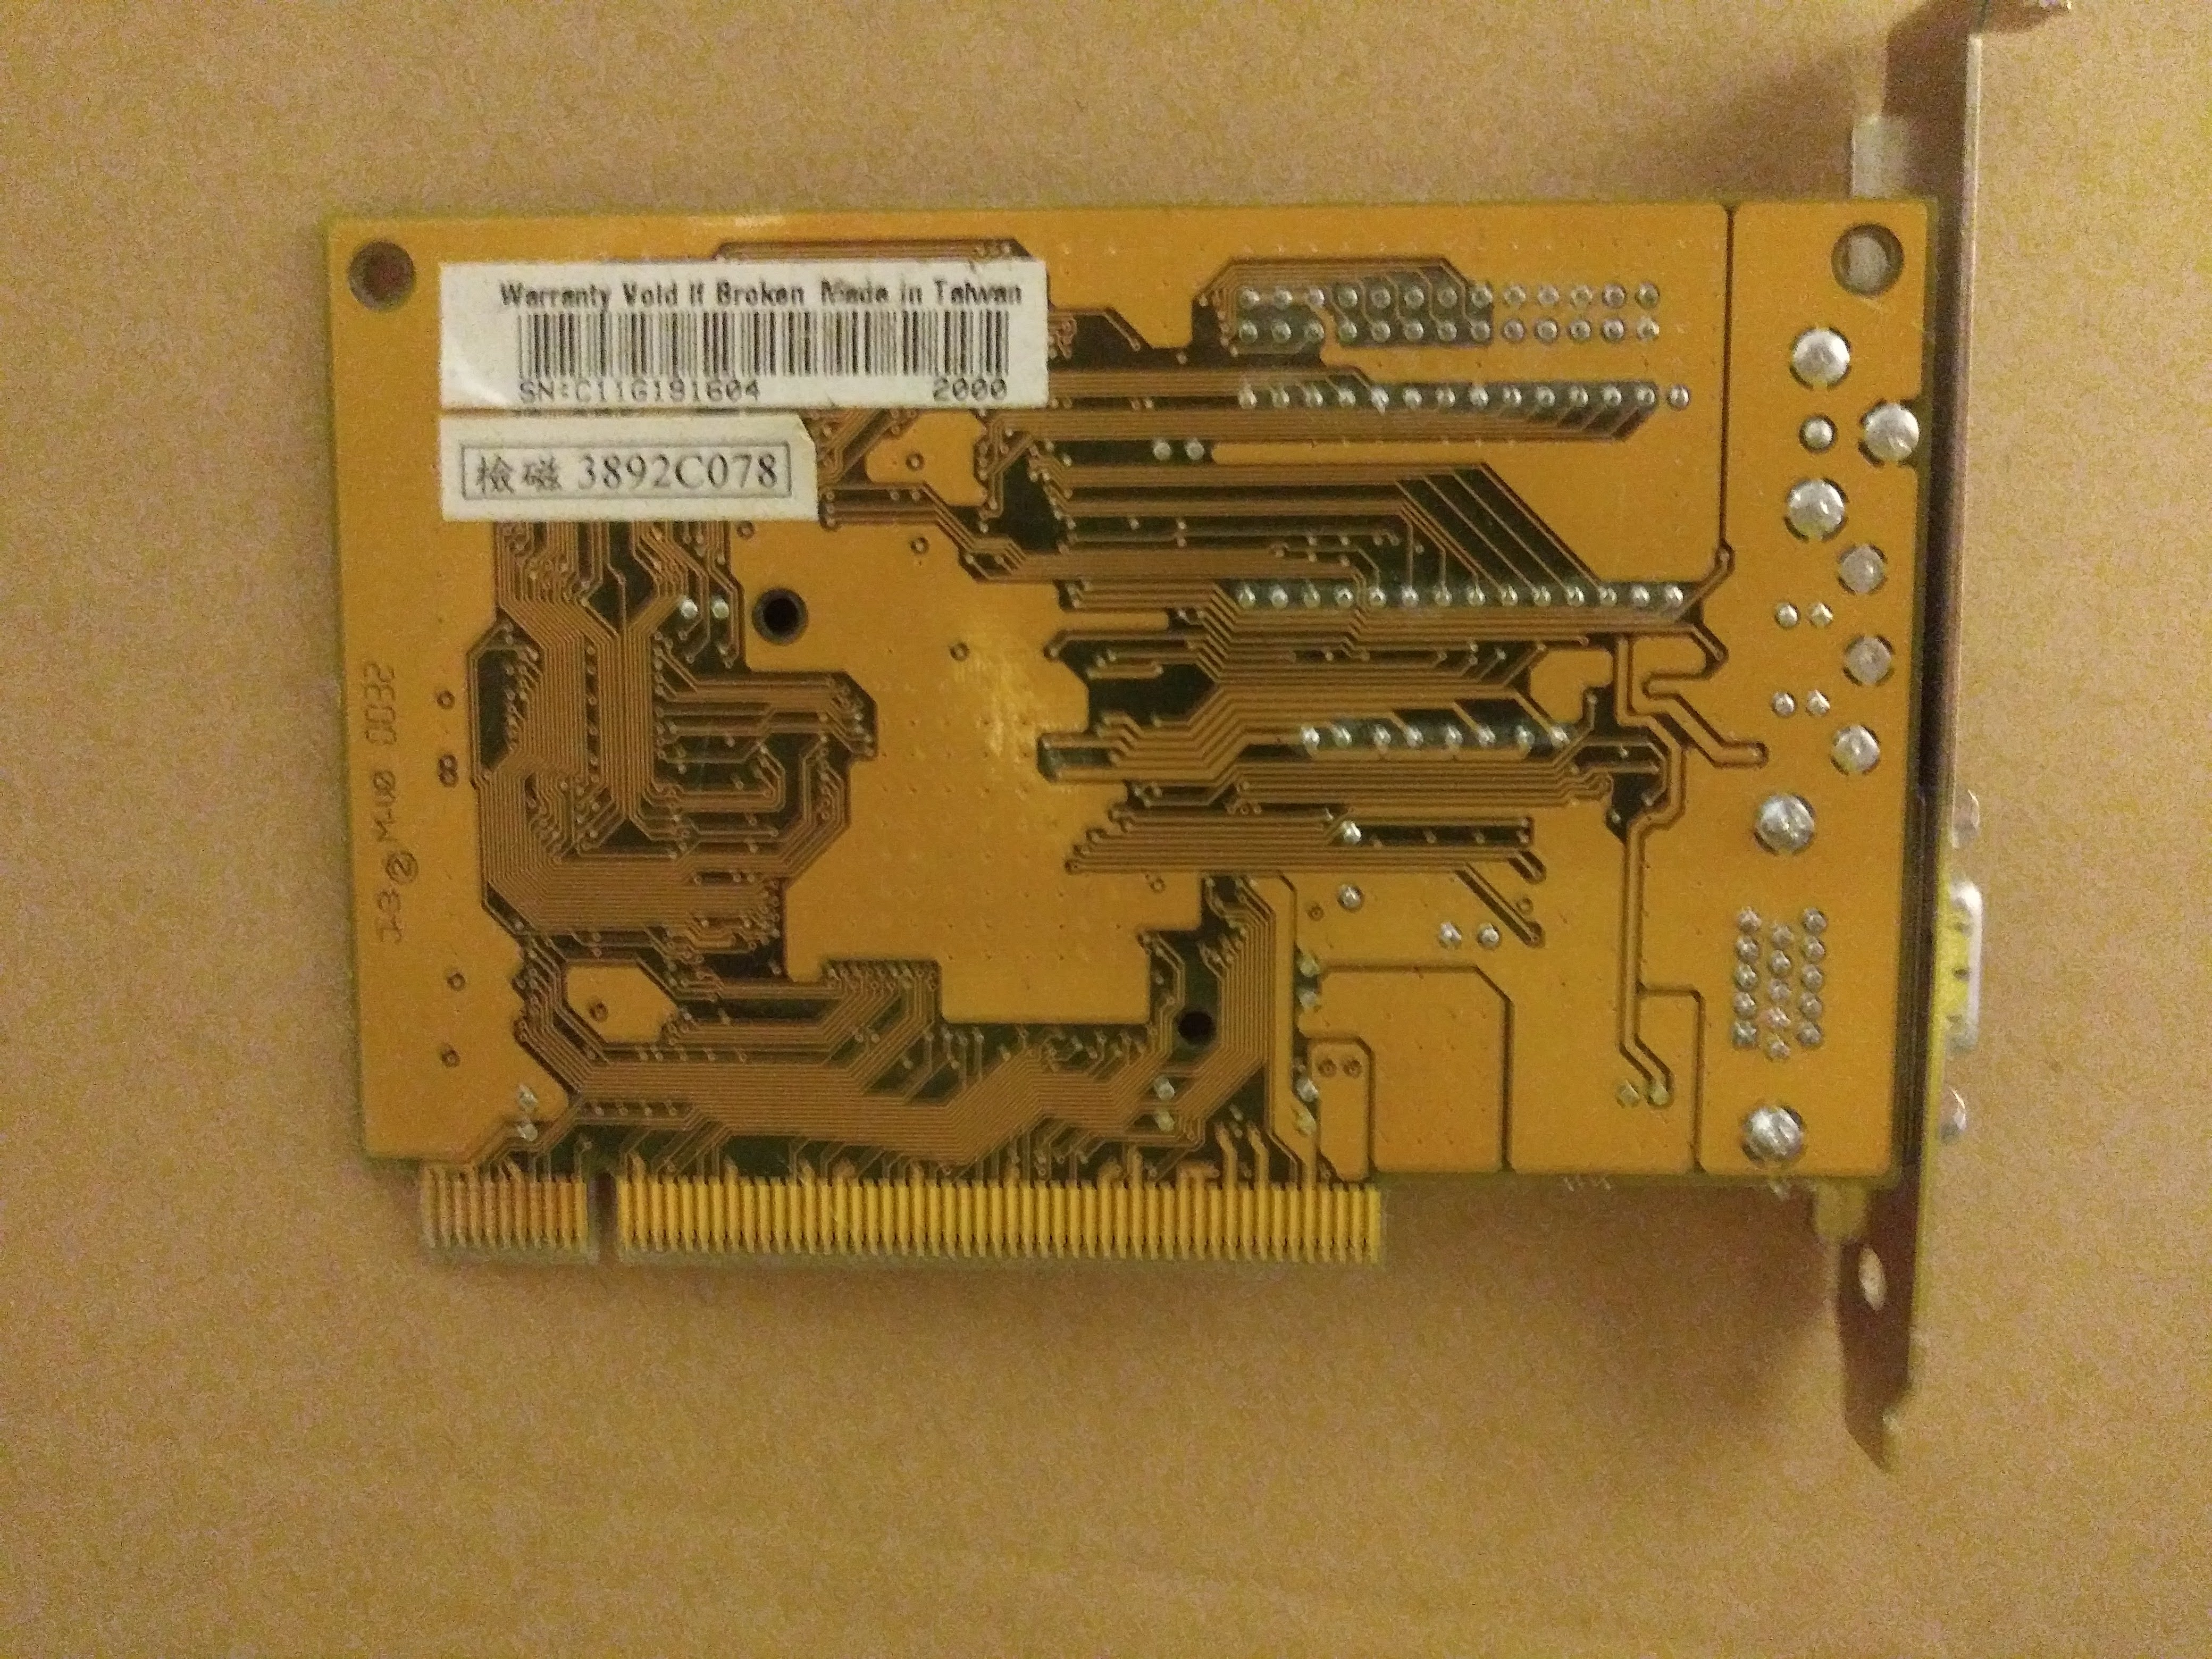 Warranty Void If Broken Made in Taiwan
SN:C11G191604 2000
檢磁 3892C078
0032